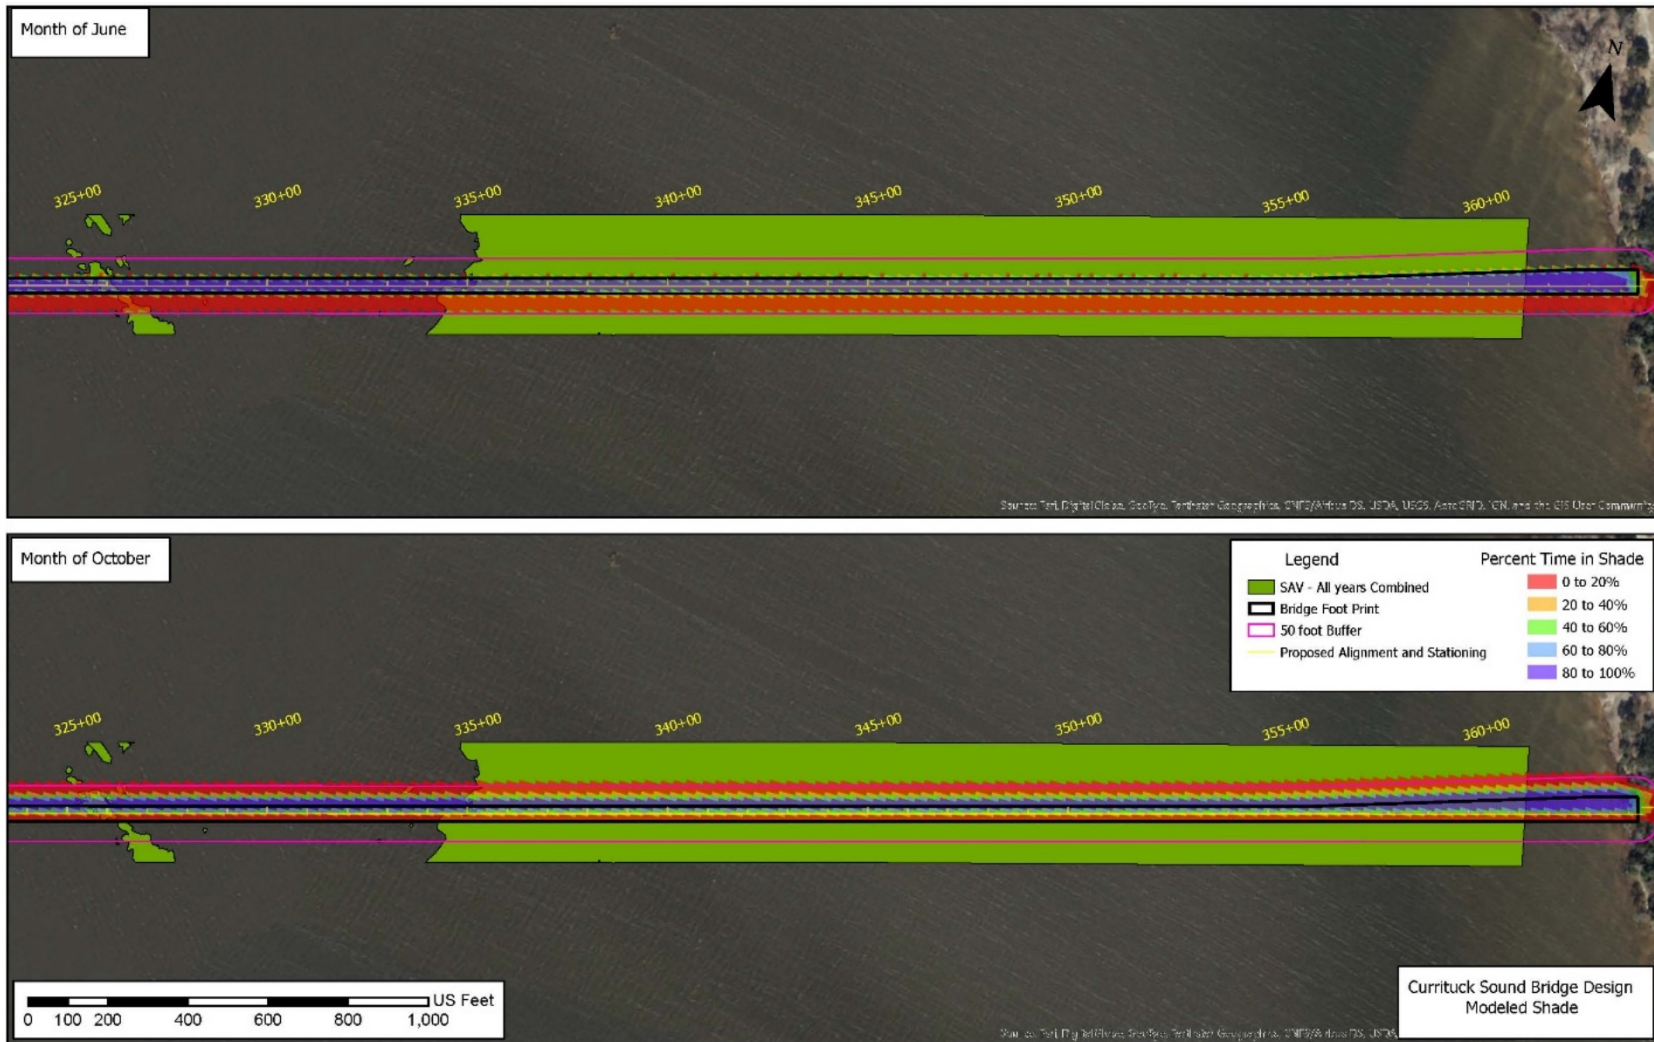 Month of June
N
325+00
330+00
335+00
340+00
345+00
350+00
355+00
360+00
Month of October
Legend
SAV - All years Combined
Bridge Foot Print
50 foot Buffer
Proposed Alignment and Stationing
Percent Time in Shade
0 to 20%
20 to 40%
40 to 60%
60 to 80%
80 to 100%
325+00
330+00
335+00
340+00
345+00
350+00
355+00
360+00
US Feet
0 100 200 400 600 800 1,000
Currituck Sound Bridge Design
Modeled Shade